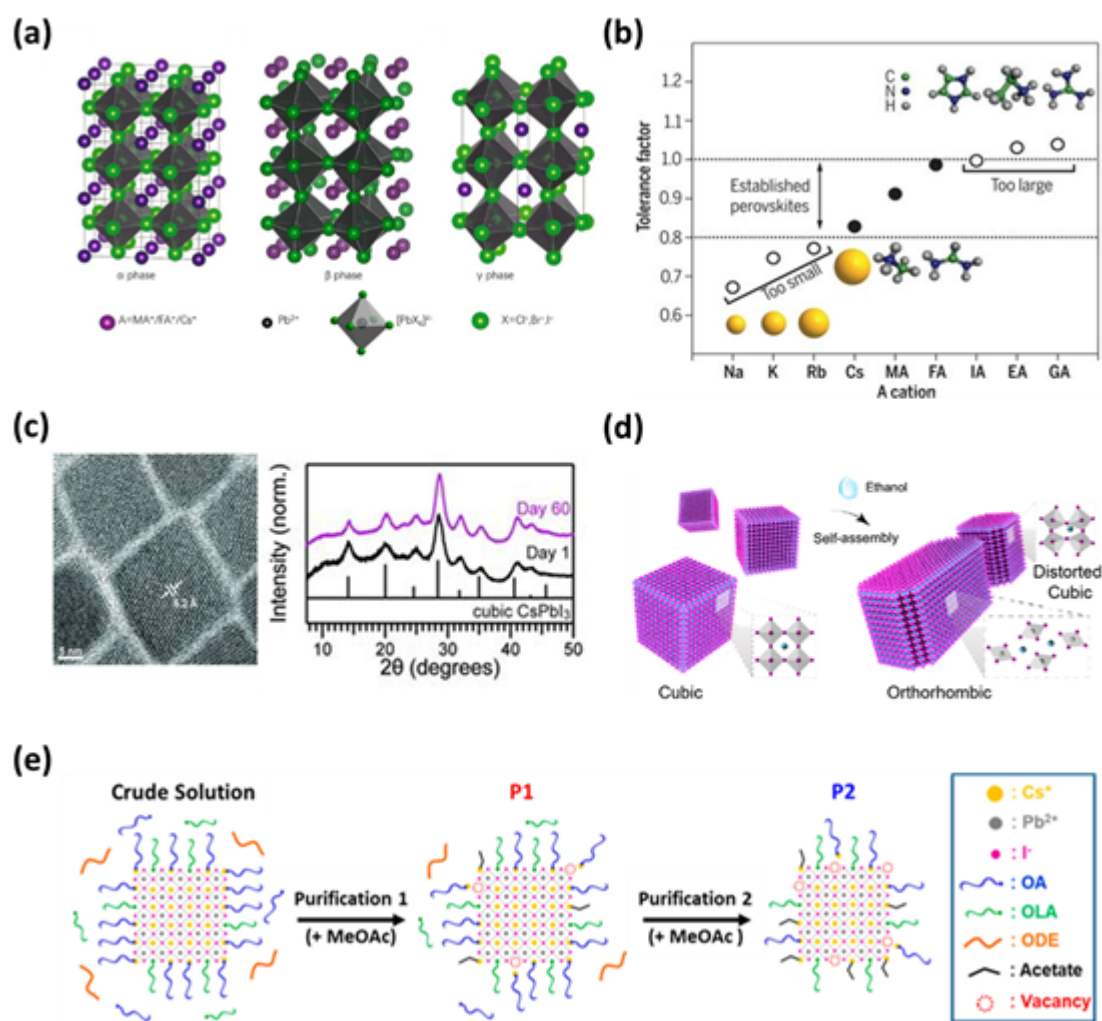 (a)
α phase
β phase
γ phase
A=MA⁺/FA⁺/Cs⁺
Pb²⁺
X=Cl⁻,Br⁻,I⁻
(b)
Tolerance factor
1.2
1.1
1.0
0.9
0.8
0.7
0.6
C
N
H
Established
perovskites
Too large
Too small
Na K Rb Cs MA FA IA EA GA
A cation
(c)
6.2 Å
5 nm
Intensity (norm.)
Day 60
Day 1
cubic CsPbI₃
10 20 30 40 50
2θ (degrees)
(d)
Ethanol
Self-assembly
Cubic
Distorted
Cubic
Orthorhombic
(e)
Crude Solution
P1
P2
Purification 1
(+ MeOAc)
Purification 2
(+ MeOAc )
: Cs⁺
: Pb²⁺
: I⁻
: OA
: OLA
: ODE
: Acetate
: Vacancy